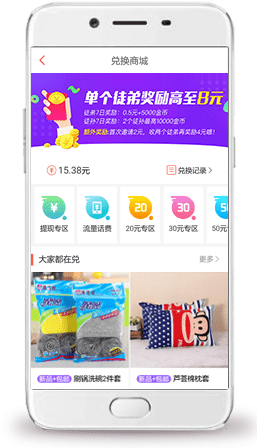 兑换商城
单个徒弟奖励高至8元
徒弟7日奖励：0.5元+5000金币
徒孙7日奖励：2个徒孙最高10000金币
额外奖励:首次邀请2元，收两个徒弟再奖励4元呦！
15.38元
兑换记录 >
20
30
50
提现专区
流量话费
20元专区
30元专区
50元
大家都在兑
更多 >
新品+包邮 刷锅洗碗2件套
新品+包邮 芦荟棉枕套